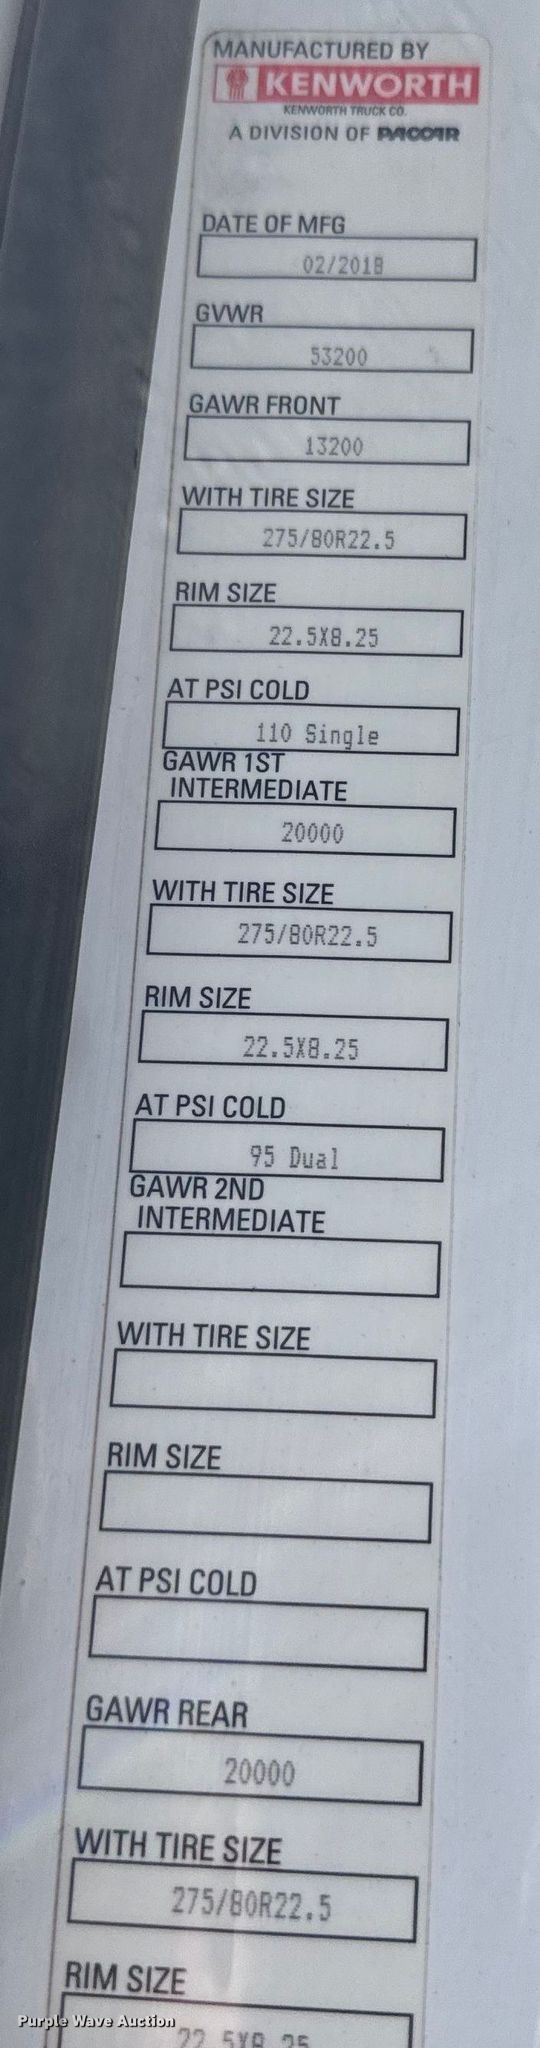 MANUFACTURED BY
KENWORTH
KENWORTH TRUCK CO.
A DIVISION OF PACCAR
DATE OF MFG
02/2018
GVWR
53200
GAWR FRONT
13200
WITH TIRE SIZE
275/80R22.5
RIM SIZE
22.5X8.25
AT PSI COLD
110 Single
GAWR 1ST
INTERMEDIATE
20000
WITH TIRE SIZE
275/80R22.5
RIM SIZE
22.5X8.25
AT PSI COLD
95 Dual
GAWR 2ND
INTERMEDIATE
WITH TIRE SIZE
RIM SIZE
AT PSI COLD
GAWR REAR
20000
WITH TIRE SIZE
275/80R22.5
RIM SIZE
22.5X8.25
Purple Wave Auction